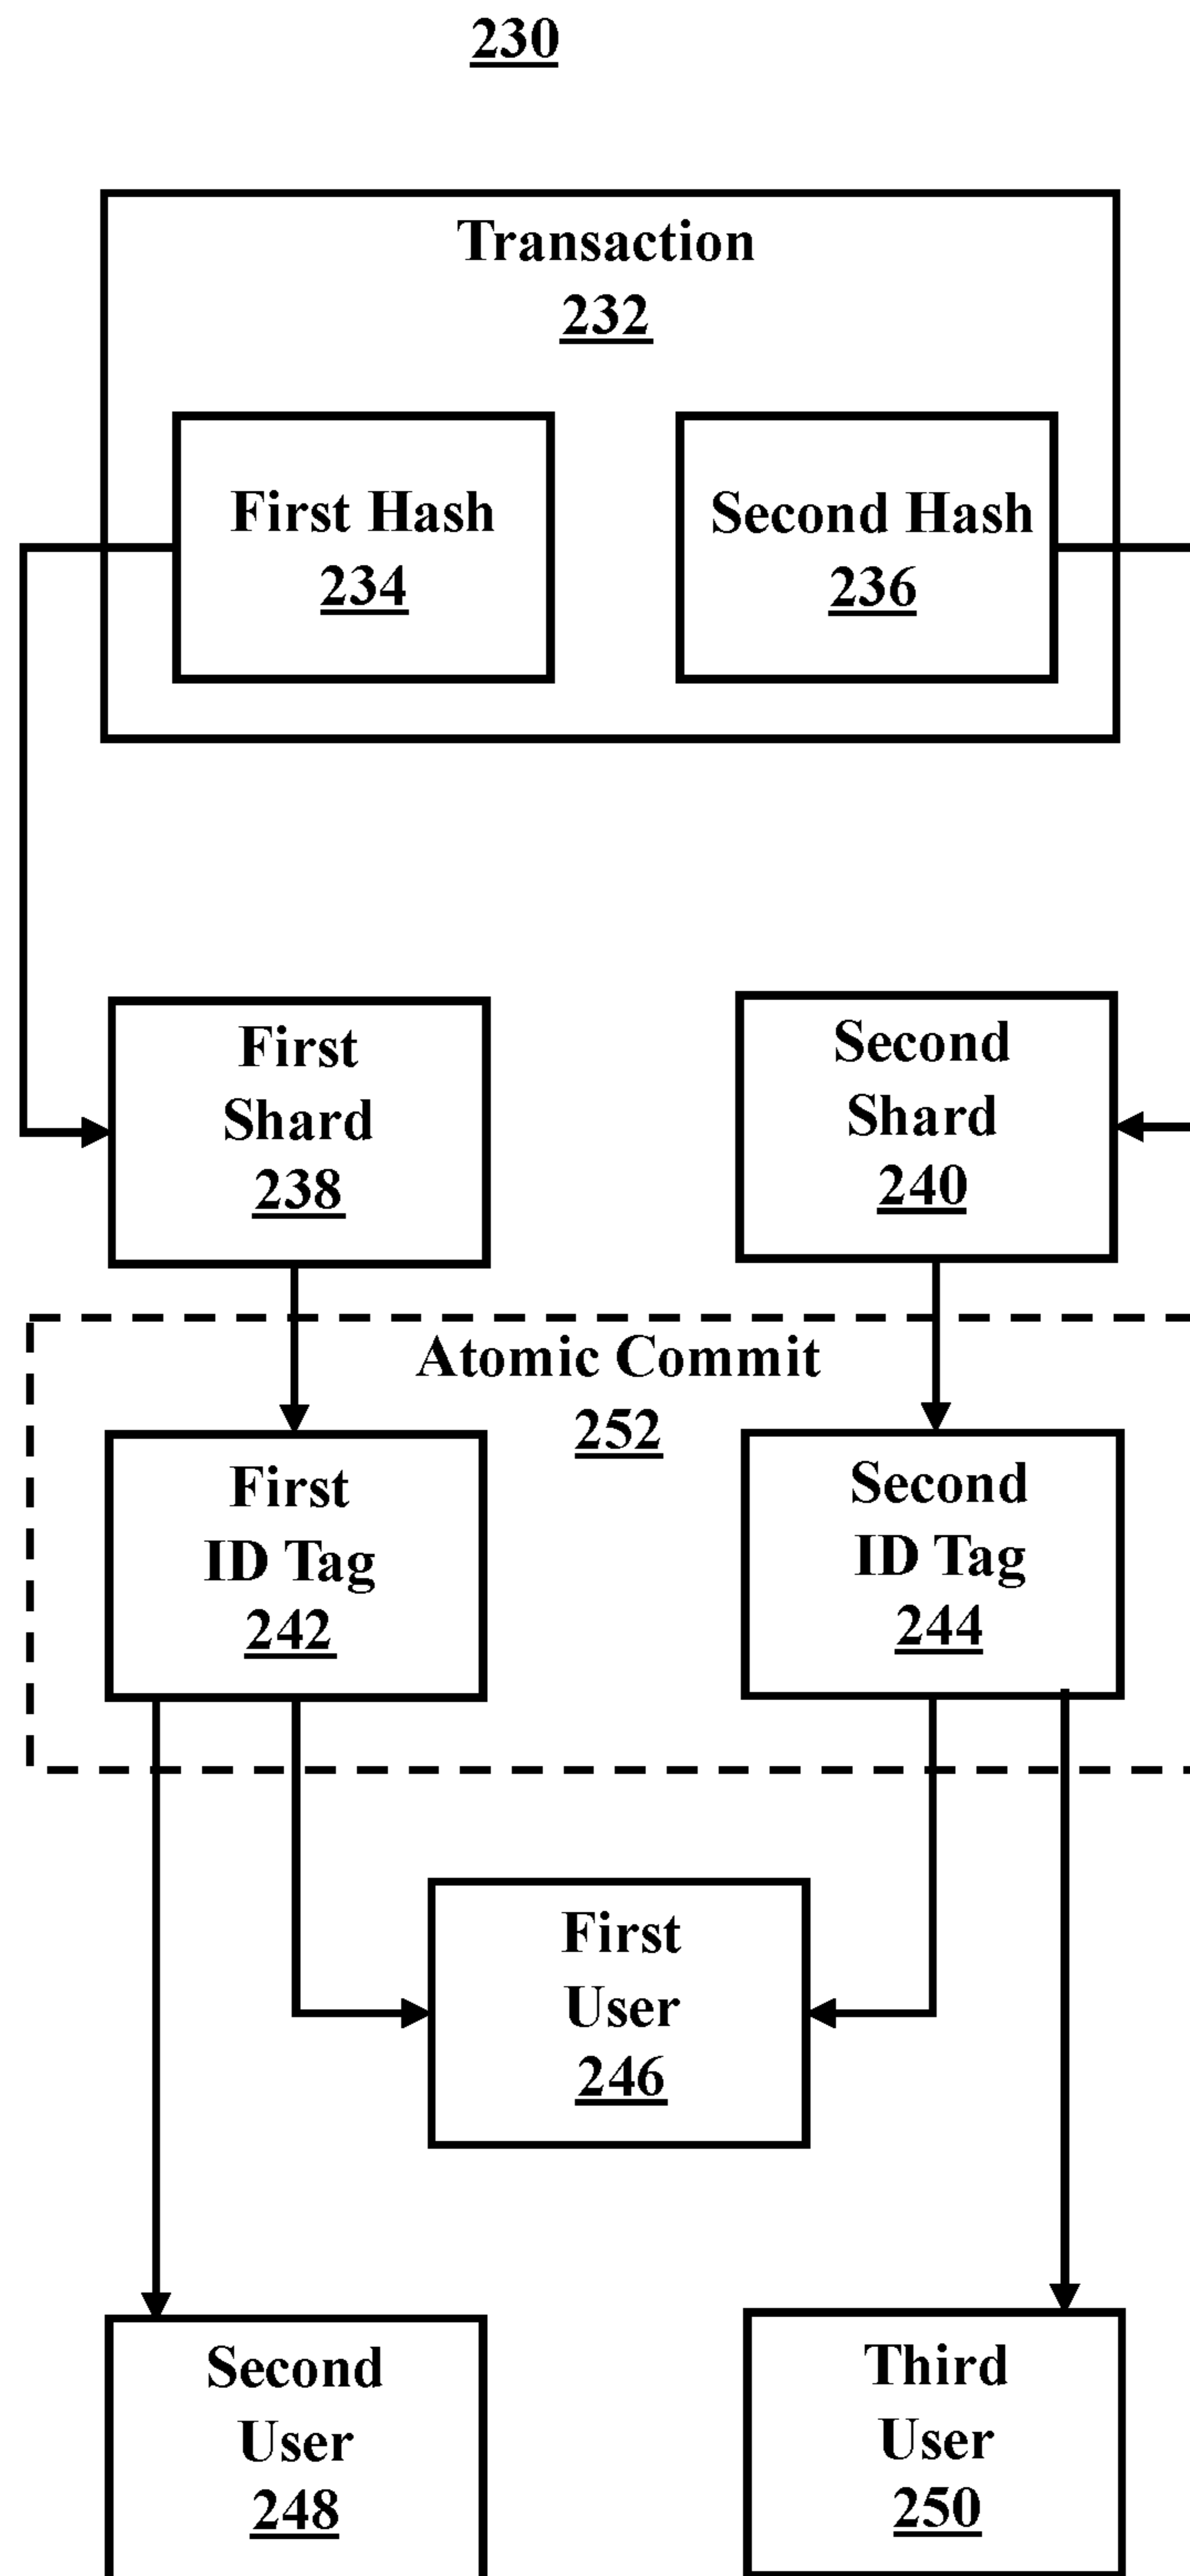 230
Transaction
232
First Hash
234
Second Hash
236
First
Shard
238
Second
Shard
240
Atomic Commit
252
First
ID Tag
242
Second
ID Tag
244
First
User
246
Second
User
248
Third
User
250